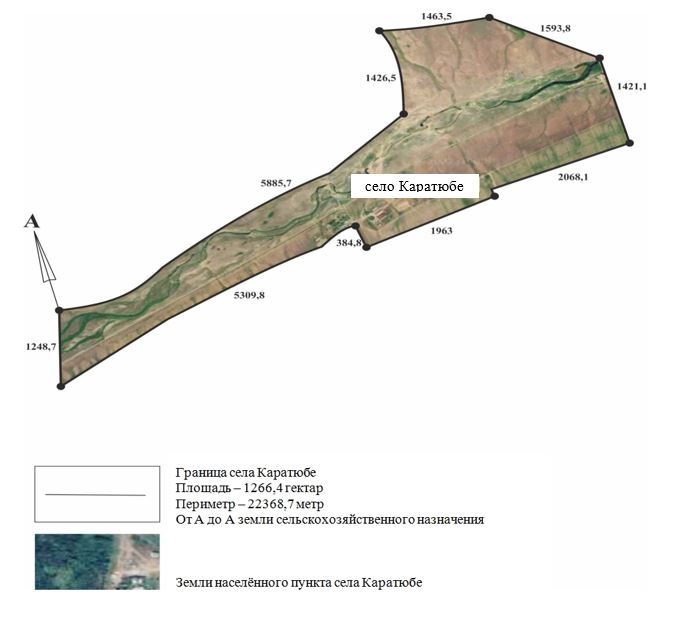 1463,5
1593,8
1426,5
1421,1
5885,7
село Каратюбе
2068,1
А
384,8
1963
5309,8
1248,7
Граница села Каратюбе
Площадь – 1266,4 гектар
Периметр – 22368,7 метр
От А до А земли сельскохозяйственного назначения
Земли населённого пункта села Каратюбе